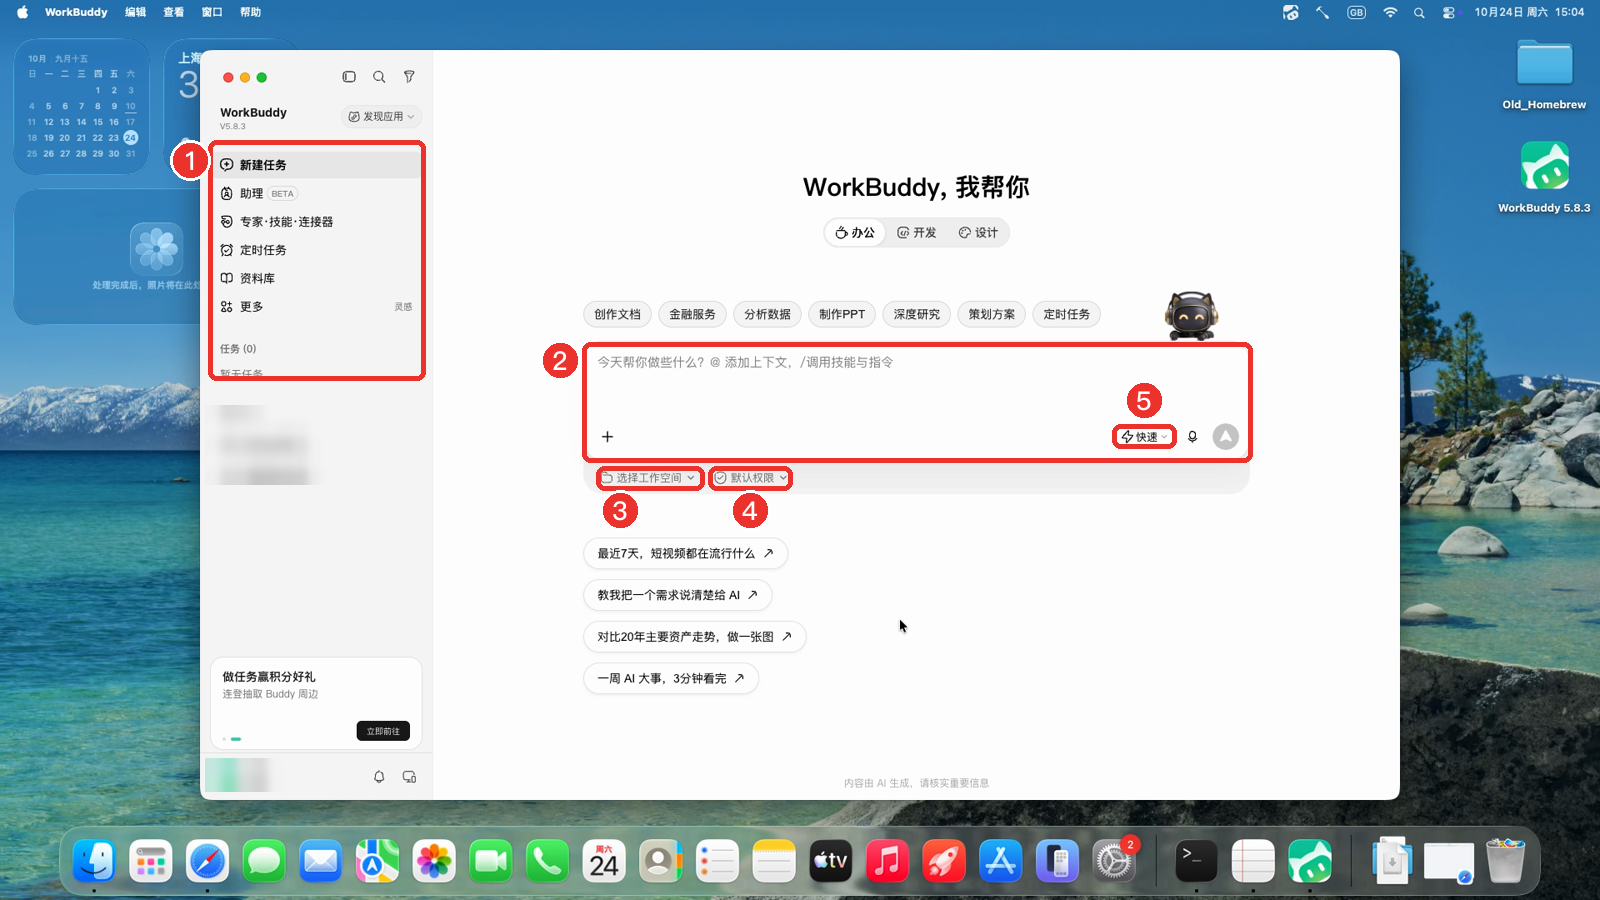 WorkBuddy 编辑 查看 窗口 帮助
GB 10月24日 周六 15:04
10月 九月十五
日 一 二 三 四 五 六
1 2 3
4 5 6 7 8 9 10
11 12 13 14 15 16 17
18 19 20 21 22 23 24
25 26 27 28 29 30 31
上海
3
处理完成后，照片将在此处
Old_Homebrew
WorkBuddy 5.8.3
WorkBuddy
V5.8.3
发现应用
1
新建任务
助理 BETA
专家·技能·连接器
定时任务
资料库
更多 灵感
任务 (0)
暂无任务
做任务赢积分好礼
连登抽取 Buddy 周边
立即前往
WorkBuddy, 我帮你
办公 开发 设计
创作文档 金融服务 分析数据 制作PPT 深度研究 策划方案 定时任务
2
今天帮你做些什么？@ 添加上下文，/调用技能与指令
5
快速
选择工作空间 默认权限
3 4
最近7天，短视频都在流行什么
教我把一个需求说清楚给 AI
对比20年主要资产走势，做一张图
一周 AI 大事，3分钟看完
内容由 AI 生成，请核实重要信息
周六
24
tv
2
>_